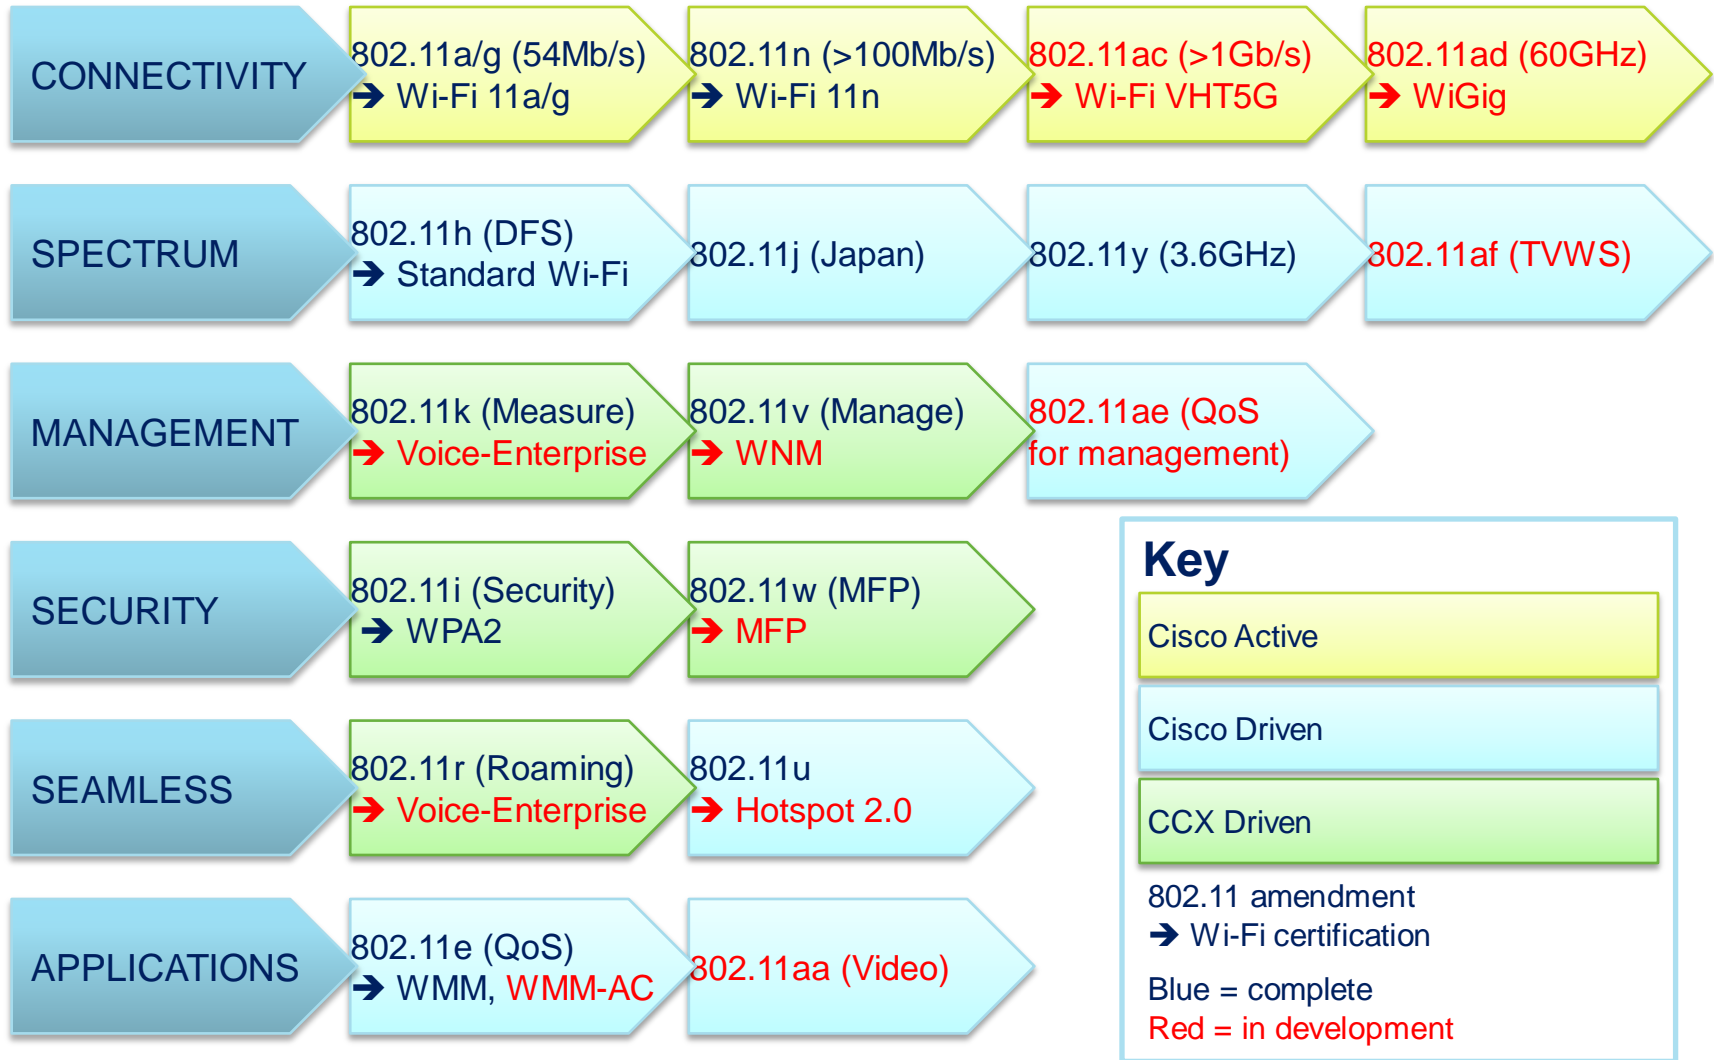 CONNECTIVITY
802.11a/g (54Mb/s)
➔ Wi-Fi 11a/g
802.11n (>100Mb/s)
➔ Wi-Fi 11n
802.11ac (>1Gb/s)
➔ Wi-Fi VHT5G
802.11ad (60GHz)
➔ WiGig
SPECTRUM
802.11h (DFS)
➔ Standard Wi-Fi
802.11j (Japan)
802.11y (3.6GHz)
802.11af (TVWS)
MANAGEMENT
802.11k (Measure)
➔ Voice-Enterprise
802.11v (Manage)
➔ WNM
802.11ae (QoS
for management)
SECURITY
802.11i (Security)
➔ WPA2
802.11w (MFP)
➔ MFP
SEAMLESS
802.11r (Roaming)
➔ Voice-Enterprise
802.11u
➔ Hotspot 2.0
APPLICATIONS
802.11e (QoS)
➔ WMM, WMM-AC
802.11aa (Video)
Key
Cisco Active
Cisco Driven
CCX Driven
802.11 amendment
➔ Wi-Fi certification
Blue = complete
Red = in development